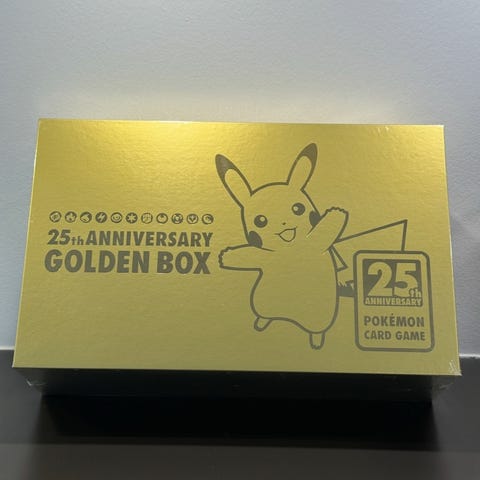 25th ANNIVERSARY
GOLDEN BOX
25th
ANNIVERSARY
POKÉMON
CARD GAME